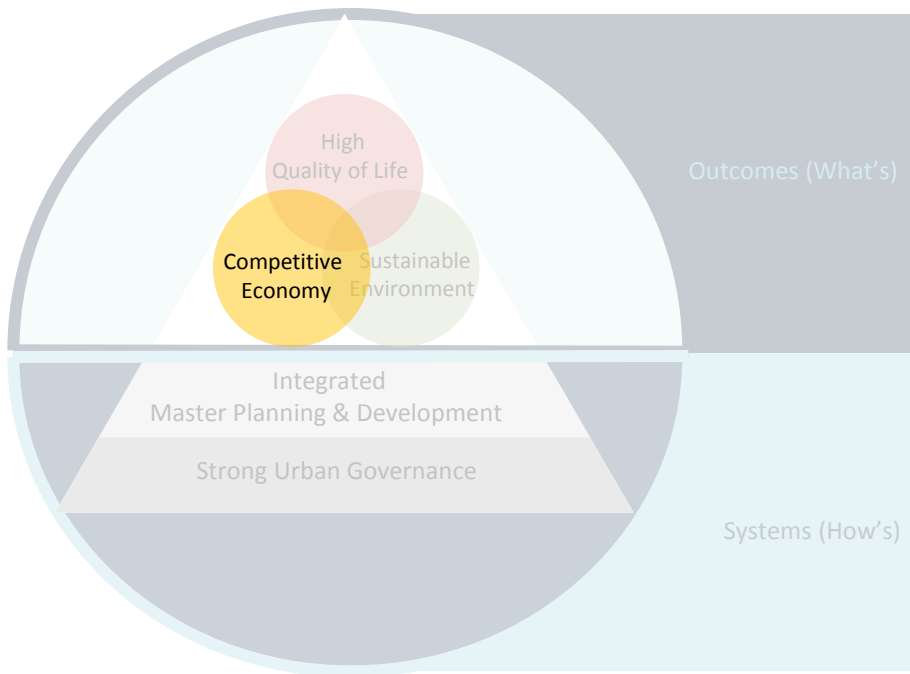 High
Quality of Life
Outcomes (What's)
Competitive
Economy
Sustainable
Environment
Integrated
Master Planning & Development
Strong Urban Governance
Systems (How's)